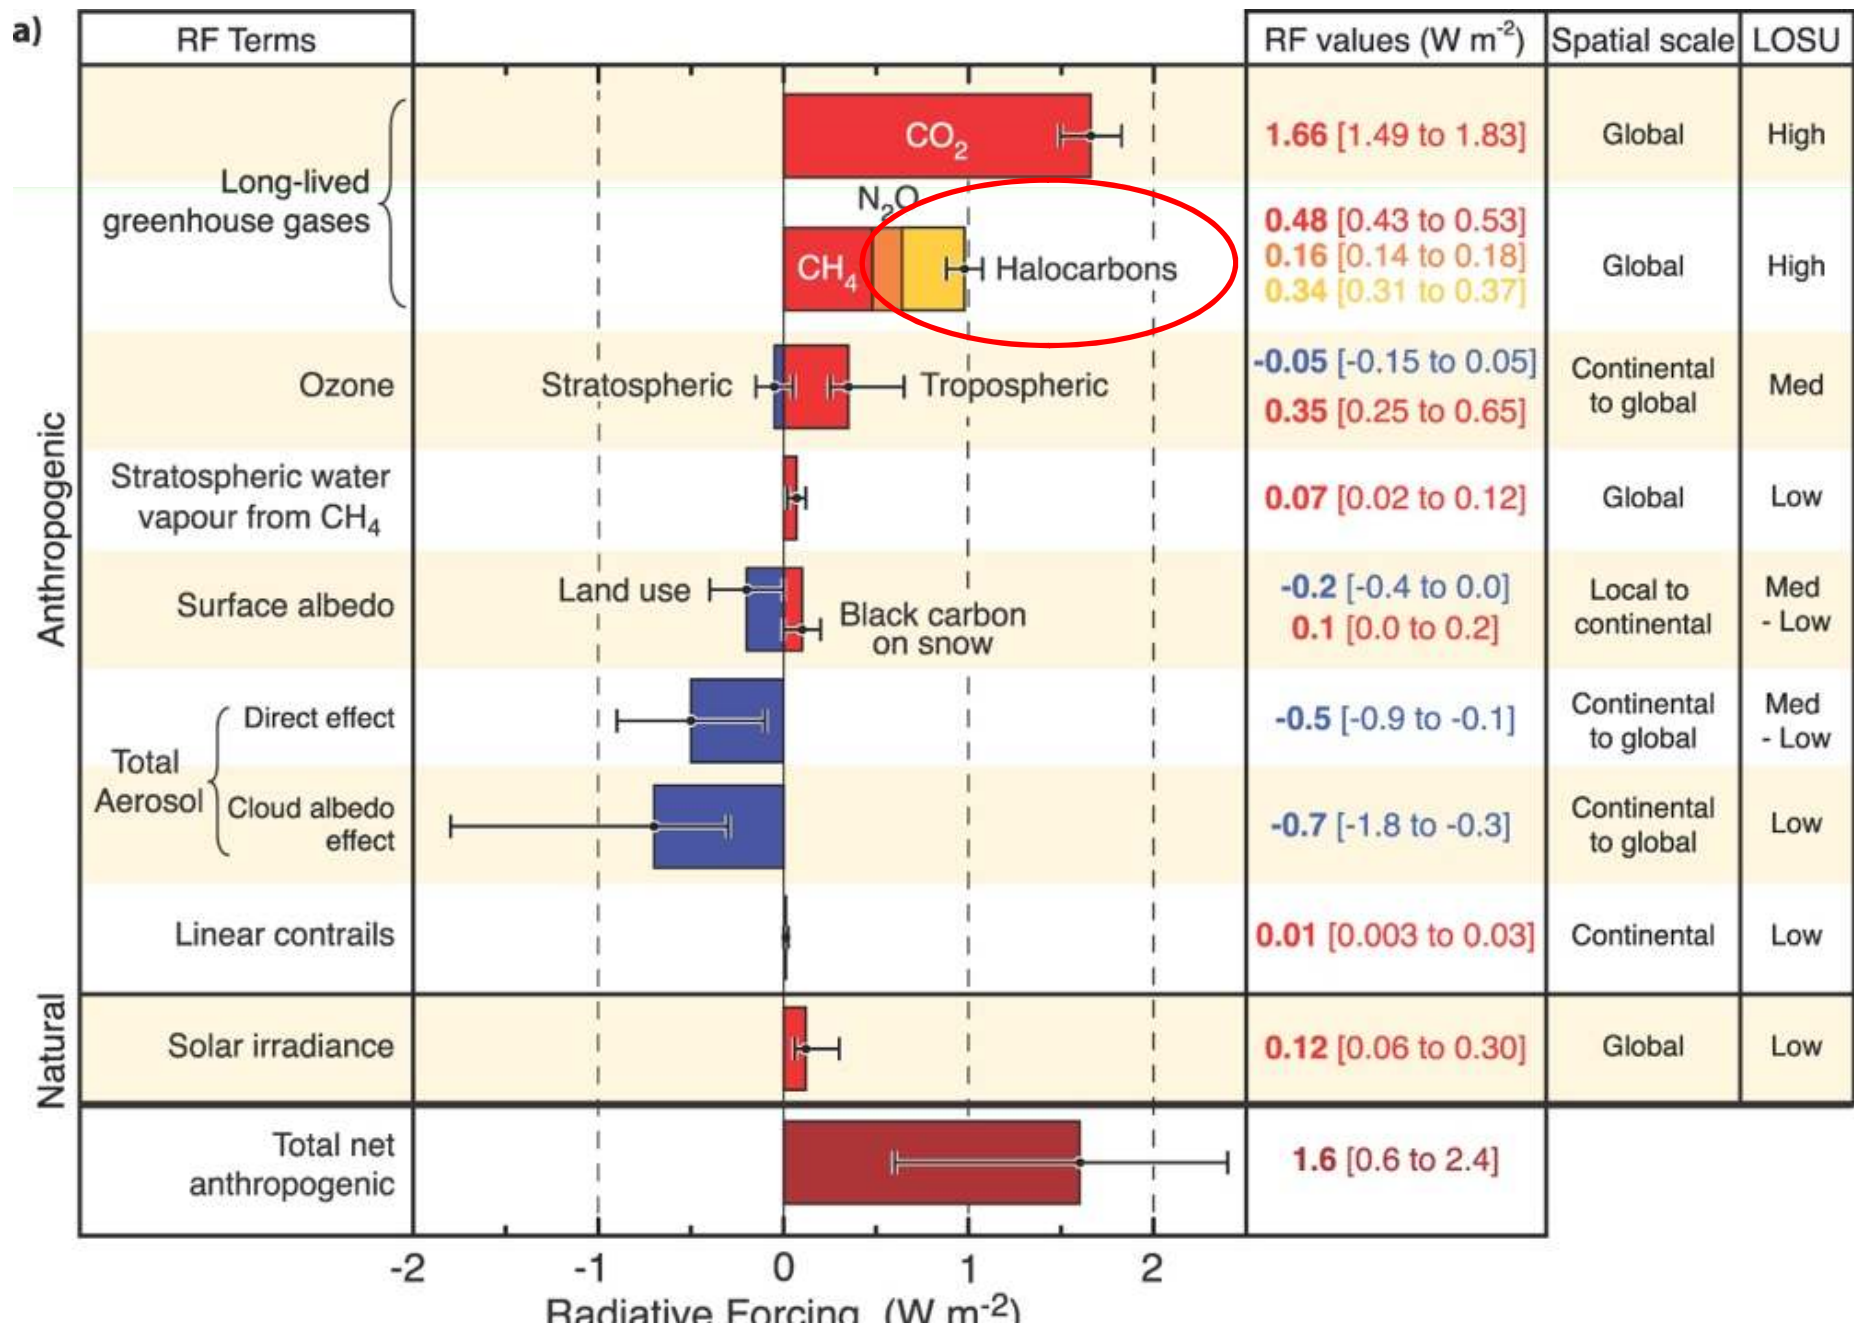 a)
RF Terms
RF values (W m⁻²)
Spatial scale
LOSU
Anthropogenic
Long-lived
greenhouse gases
CO₂
1.66 [1.49 to 1.83]
Global
High
N₂O
CH₄
Halocarbons
0.48 [0.43 to 0.53]
0.16 [0.14 to 0.18]
0.34 [0.31 to 0.37]
Global
High
Ozone
Stratospheric
Tropospheric
-0.05 [-0.15 to 0.05]
0.35 [0.25 to 0.65]
Continental
to global
Med
Stratospheric water
vapour from CH₄
0.07 [0.02 to 0.12]
Global
Low
Surface albedo
Land use
Black carbon
on snow
-0.2 [-0.4 to 0.0]
0.1 [0.0 to 0.2]
Local to
continental
Med
- Low
Total
Aerosol
Direct effect
-0.5 [-0.9 to -0.1]
Continental
to global
Med
- Low
Cloud albedo
effect
-0.7 [-1.8 to -0.3]
Continental
to global
Low
Linear contrails
0.01 [0.003 to 0.03]
Continental
Low
Natural
Solar irradiance
0.12 [0.06 to 0.30]
Global
Low
Total net
anthropogenic
1.6 [0.6 to 2.4]
-2 -1 0 1 2
Radiative Forcing (W m⁻²)